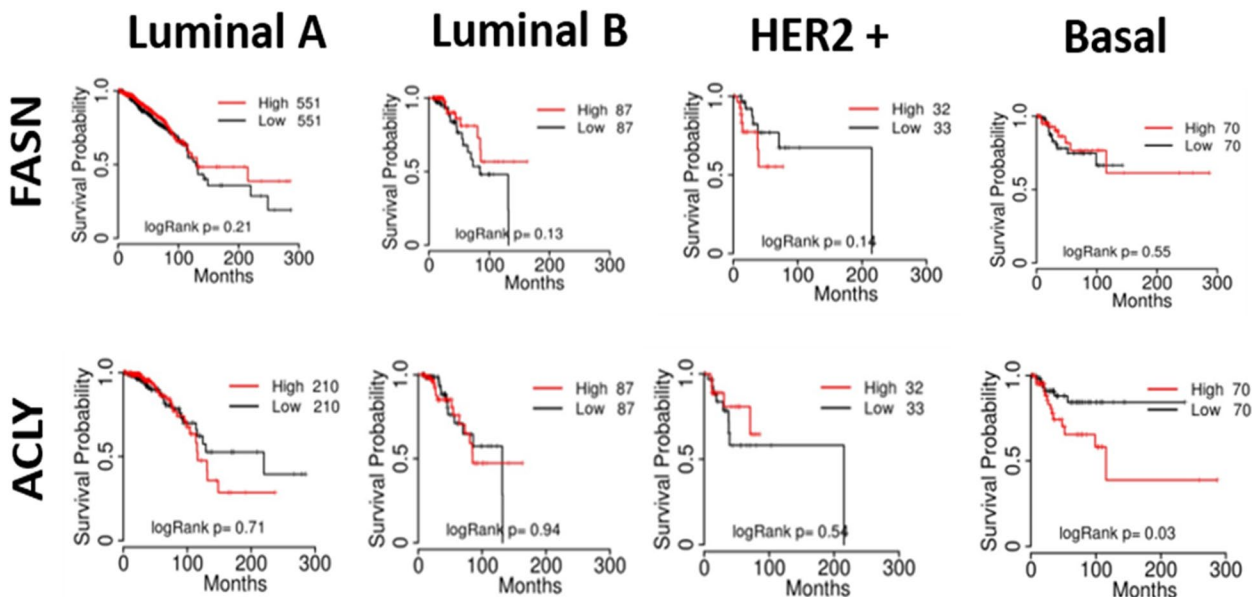 Luminal A
Luminal B
HER2 +
Basal
FASN
Survival Probability
1.0
0.5
0
High 551
Low 551
logRank p= 0.21
0 100 200 300
Months
Survival Probability
1.0
0.5
0
High 87
Low 87
logRank p= 0.13
0 100 200 300
Months
Survival Probability
1.0
0.5
0
High 32
Low 33
logRank p= 0.14
0 100 200 300
Months
Survival Probability
1.0
0.5
0
High 70
Low 70
logRank p= 0.55
0 100 200 300
Months
ACLY
Survival Probability
1.0
0.5
0
High 210
Low 210
logRank p= 0.71
0 100 200 300
Months
Survival Probability
1.0
0.5
0
High 87
Low 87
logRank p= 0.94
0 100 200 300
Months
Survival Probability
1.0
0.5
0
High 32
Low 33
logRank p= 0.54
0 100 200 300
Months
Survival Probability
1.0
0.5
0
High 70
Low 70
logRank p= 0.03
0 100 200 300
Months